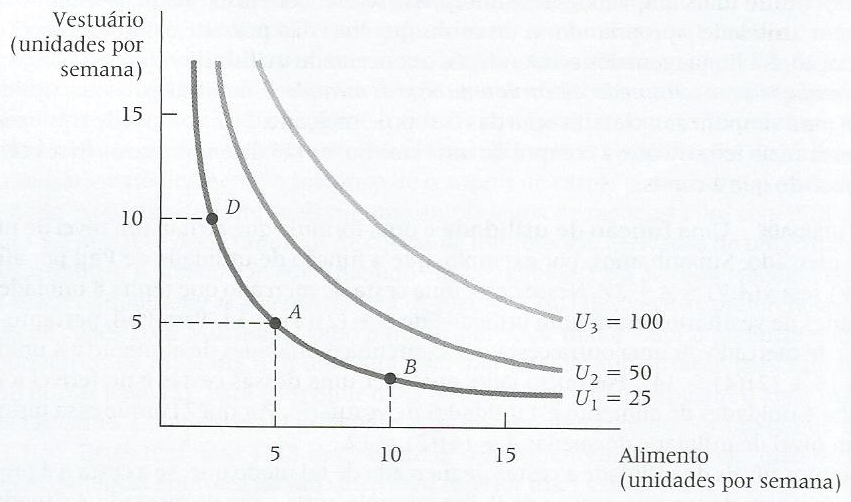 Vestuário
(unidades por
semana)
15
10
D
5
A
B
U3 = 100
U2 = 50
U1 = 25
5
10
15
Alimento
(unidades por semana)